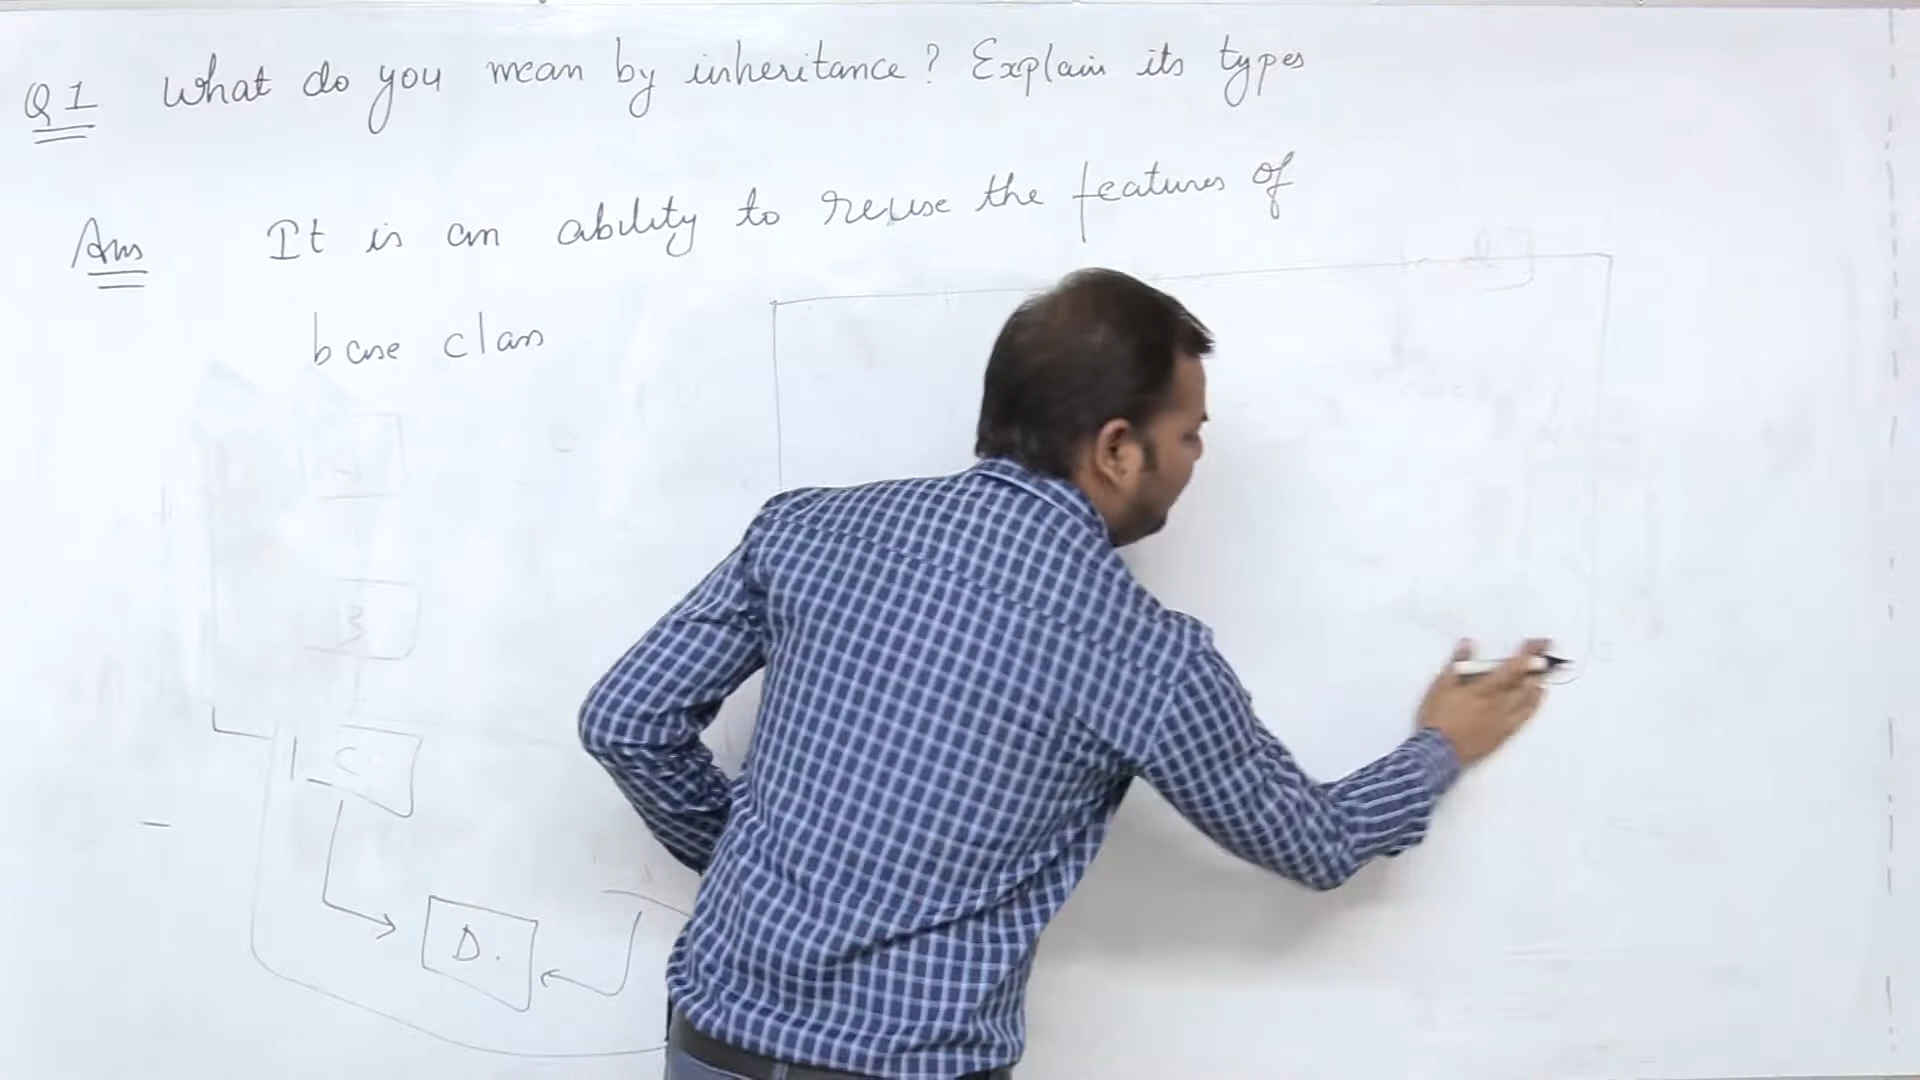 Q1 What do you mean by inheritance? Explain its types
Ans It is an ability to reuse the features of
base class
B
C.
D.